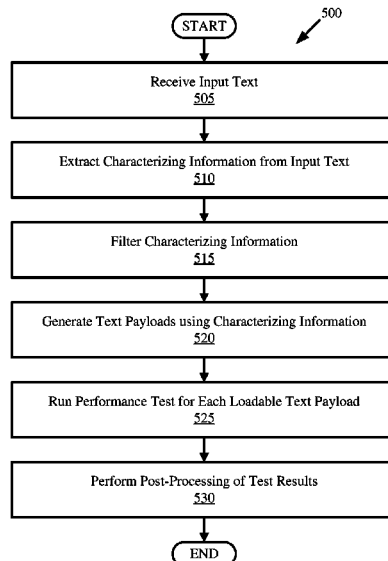 START
500
Receive Input Text
505
Extract Characterizing Information from Input Text
510
Filter Characterizing Information
515
Generate Text Payloads using Characterizing Information
520
Run Performance Test for Each Loadable Text Payload
525
Perform Post-Processing of Test Results
530
END